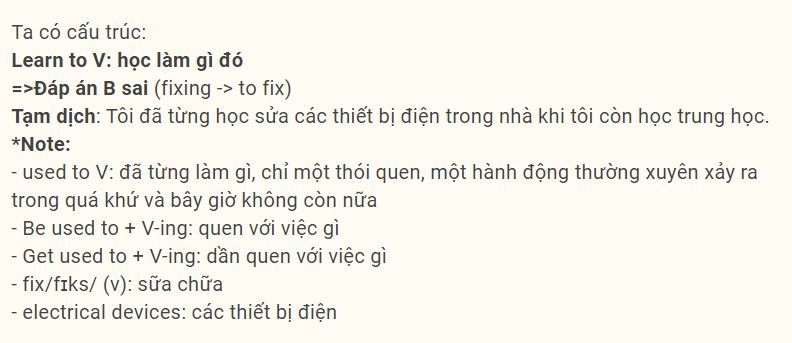 Ta có cấu trúc:
Learn to V: học làm gì đó
=>Đáp án B sai (fixing -> to fix)
Tạm dịch: Tôi đã từng học sửa các thiết bị điện trong nhà khi tôi còn học trung học.
*Note:
- used to V: đã từng làm gì, chỉ một thói quen, một hành động thường xuyên xảy ra
trong quá khứ và bây giờ không còn nữa
- Be used to + V-ing: quen với việc gì
- Get used to + V-ing: dần quen với việc gì
- fix/fɪks/ (v): sữa chữa
- electrical devices: các thiết bị điện